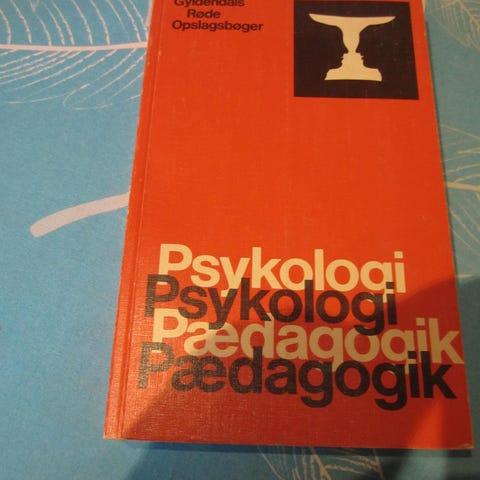 Gyldendals
Røde
Opslagsbøger
Psykologi
Psykologi
Pædagogik
Pædagogik